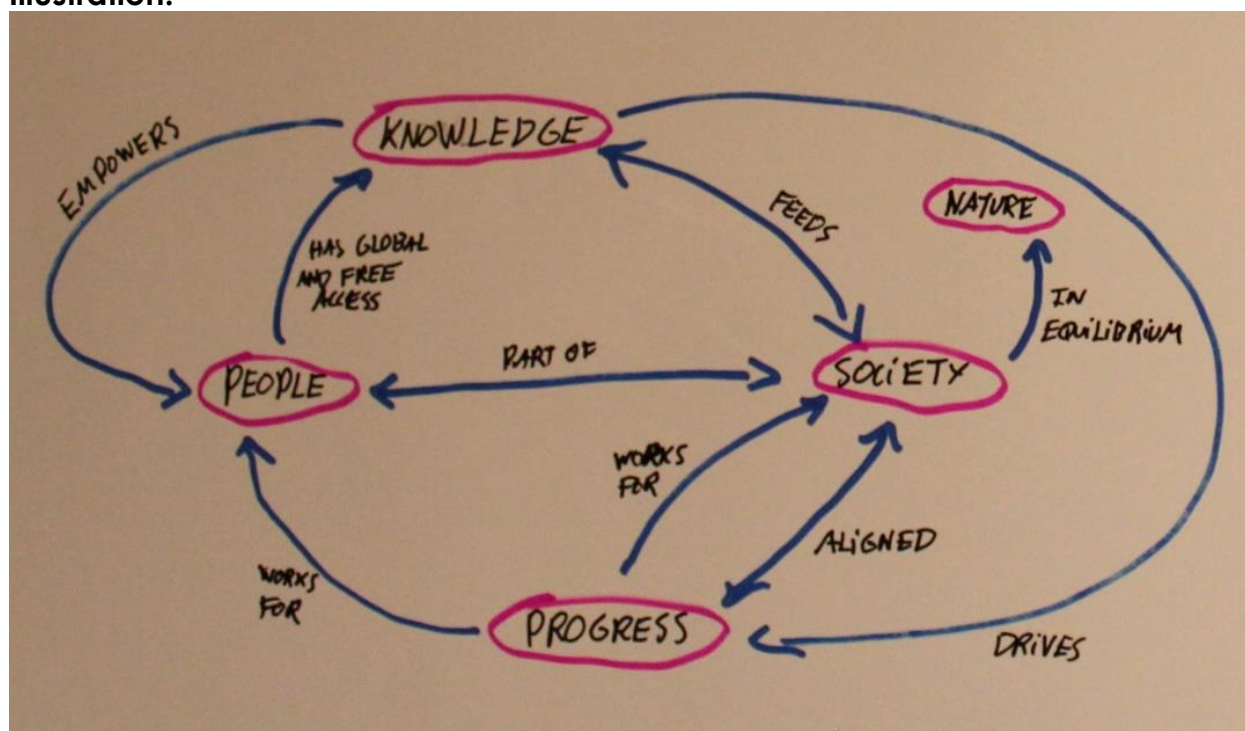 illustration:
KNOWLEDGE
EMPOWERS
NATURE
FEEDS
HAS GLOBAL
AND FREE
ACCESS
IN
EQUILIBRIUM
PART OF
PEOPLE
SOCIETY
WORKS
FOR
ALIGNED
WORKS
FOR
PROGRESS
DRIVES